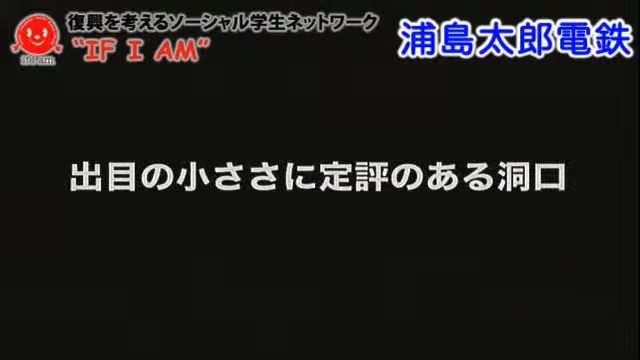 復興を考えるソーシャル学生ネットワーク
"IF I AM"
if I am
浦島太郎電鉄
出目の小ささに定評のある洞口